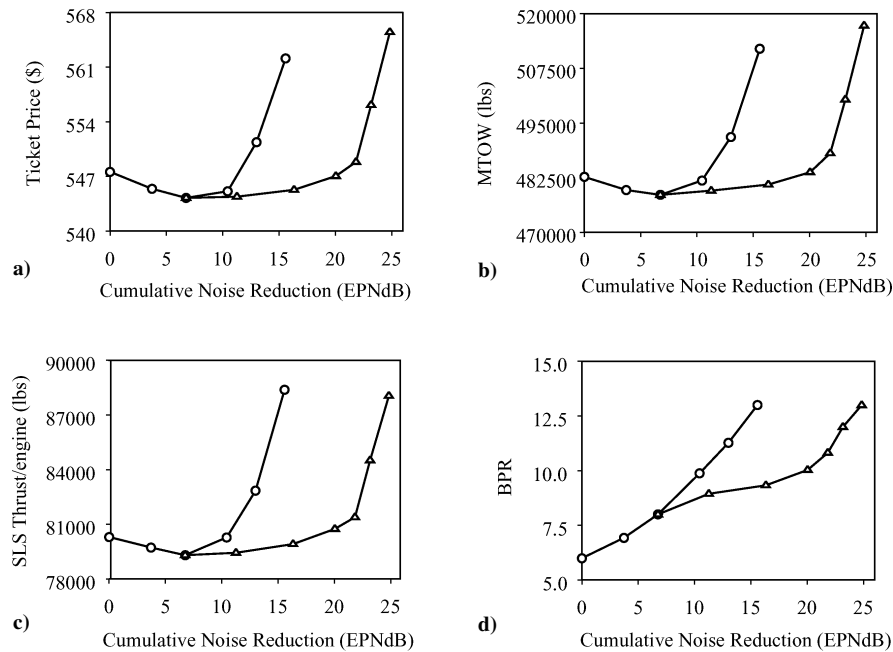 568
561
554
547
540
Ticket Price ($)
0 5 10 15 20 25
a)
Cumulative Noise Reduction (EPNdB)
520000
507500
495000
482500
470000
MTOW (lbs)
0 5 10 15 20 25
b)
Cumulative Noise Reduction (EPNdB)
90000
87000
84000
81000
78000
SLS Thrust/engine (lbs)
0 5 10 15 20 25
c)
Cumulative Noise Reduction (EPNdB)
15.0
12.5
10.0
7.5
5.0
BPR
0 5 10 15 20 25
d)
Cumulative Noise Reduction (EPNdB)